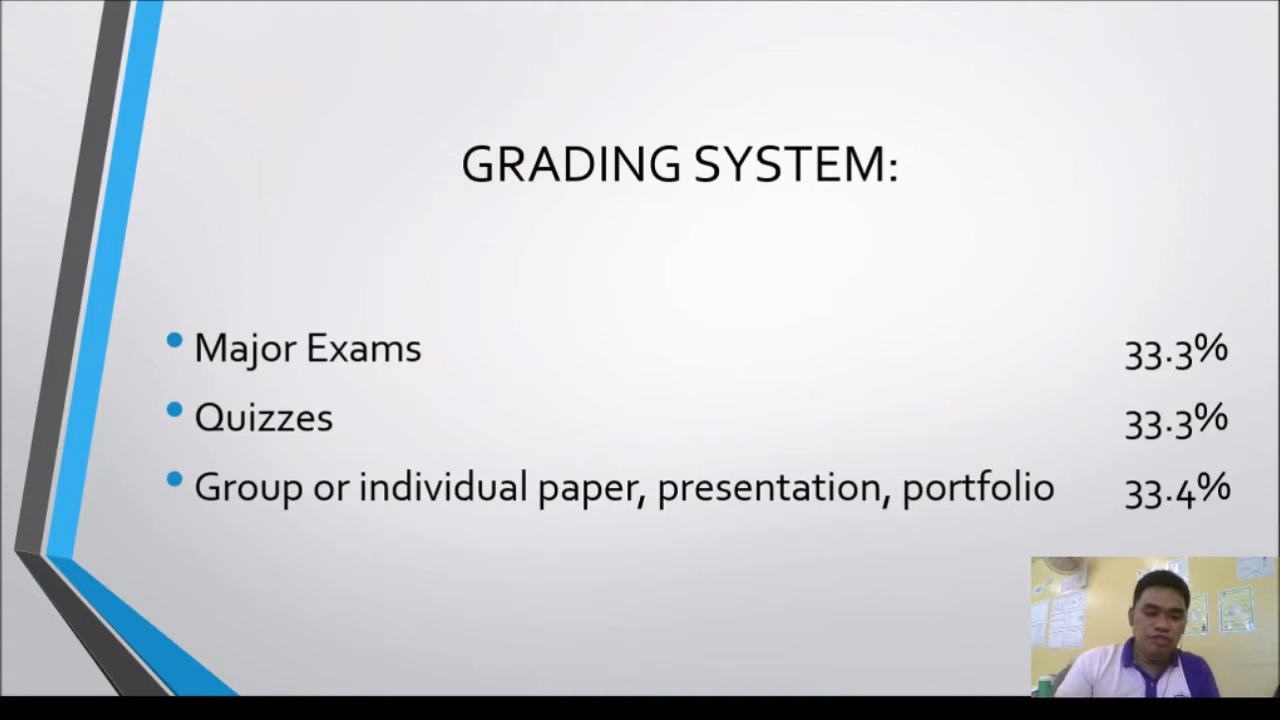 GRADING SYSTEM:
• Major Exams 33.3%
• Quizzes 33.3%
• Group or individual paper, presentation, portfolio 33.4%